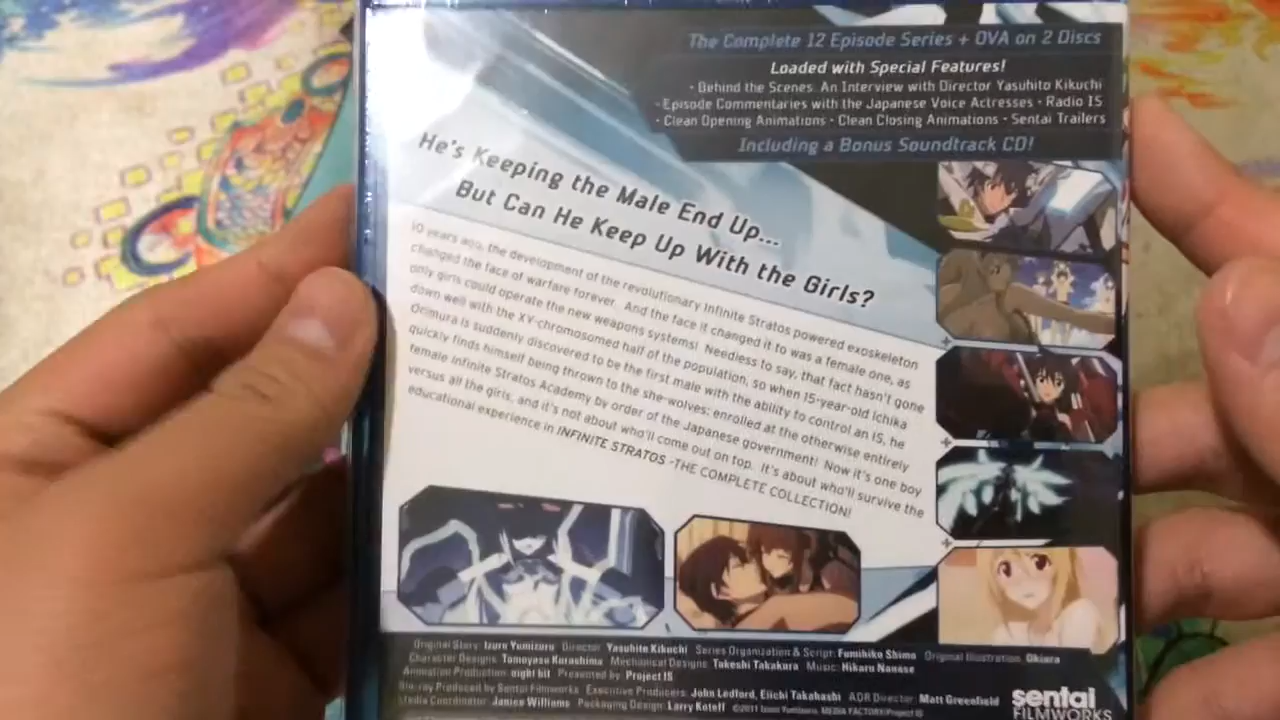 The Complete 12 Episode Series + OVA on 2 Discs
Loaded with Special Features!
• Behind the Scenes: An Interview with Director Yasuhito Kikuchi
• Episode Commentaries with the Japanese Voice Actresses • Radio IS
• Clean Opening Animations • Clean Closing Animations • Sentai Trailers
Including a Bonus Soundtrack CD!
He's Keeping the Male End Up...
But Can He Keep Up With the Girls?
10 years ago, the development of the revolutionary Infinite Stratos powered exoskeleton
changed the face of warfare forever. And the face it changed it to was a female one, as
only girls could operate the new weapons systems! Needless to say, that fact hasn't gone
down well with the XY-chromosomed half of the population, so when 15-year-old Ichika
Orimura is suddenly discovered to be the first male with the ability to control an IS, he
quickly finds himself being thrown to the she-wolves: enrolled at the otherwise entirely
female Infinite Stratos Academy by order of the Japanese government! Now it's one boy
versus all the girls, and it's not about who'll come out on top. It's about who'll survive the
educational experience in INFINITE STRATOS -THE COMPLETE COLLECTION!
Original Story: Izuru Yumizuru Director: Yasuhito Kikuchi Series Organization & Script: Fumihiko Shimo Original Illustration: Okiura
Character Designs: Tomoyasu Kurashima Mechanical Designs: Takeshi Takakura Music: Hikaru Nanase
Animation Production: eight bit Presented by Project IS
Blu-ray Produced by Sentai Filmworks Executive Producers: John Ledford, Eiichi Takahashi ADR Director: Matt Greenfield
Media Coordinator: Janice Williams Packaging Design: Larry Koteff ©2011 Izuru Yumizuru, MEDIA FACTORY/Project IS
sentai
FILMWORKS